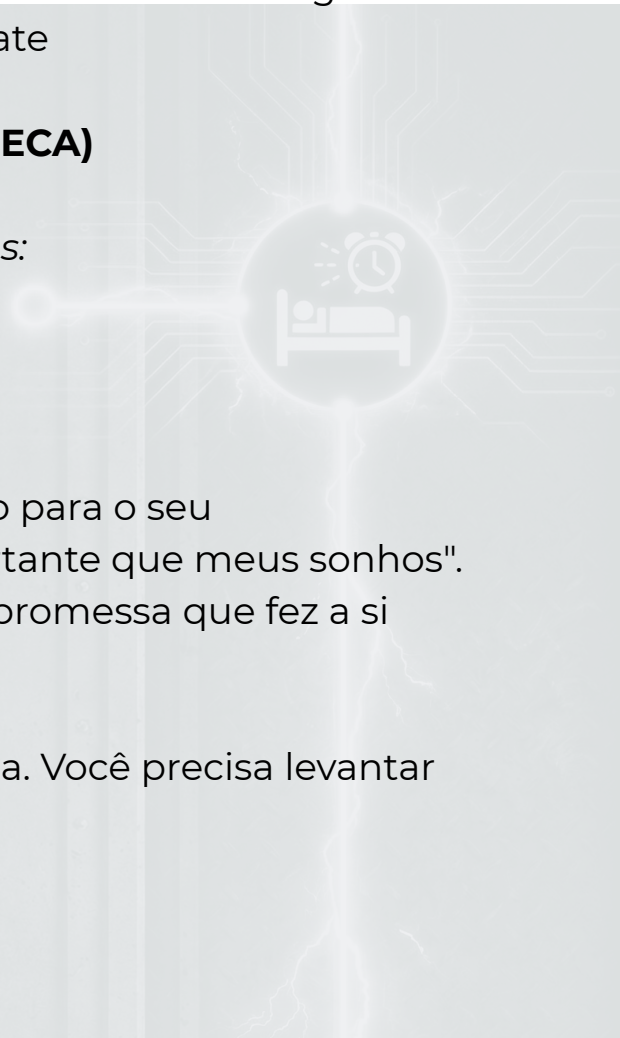 ate
ECA)
s:
o para o seu
tante que meus sonhos".
promessa que fez a si
a. Você precisa levantar